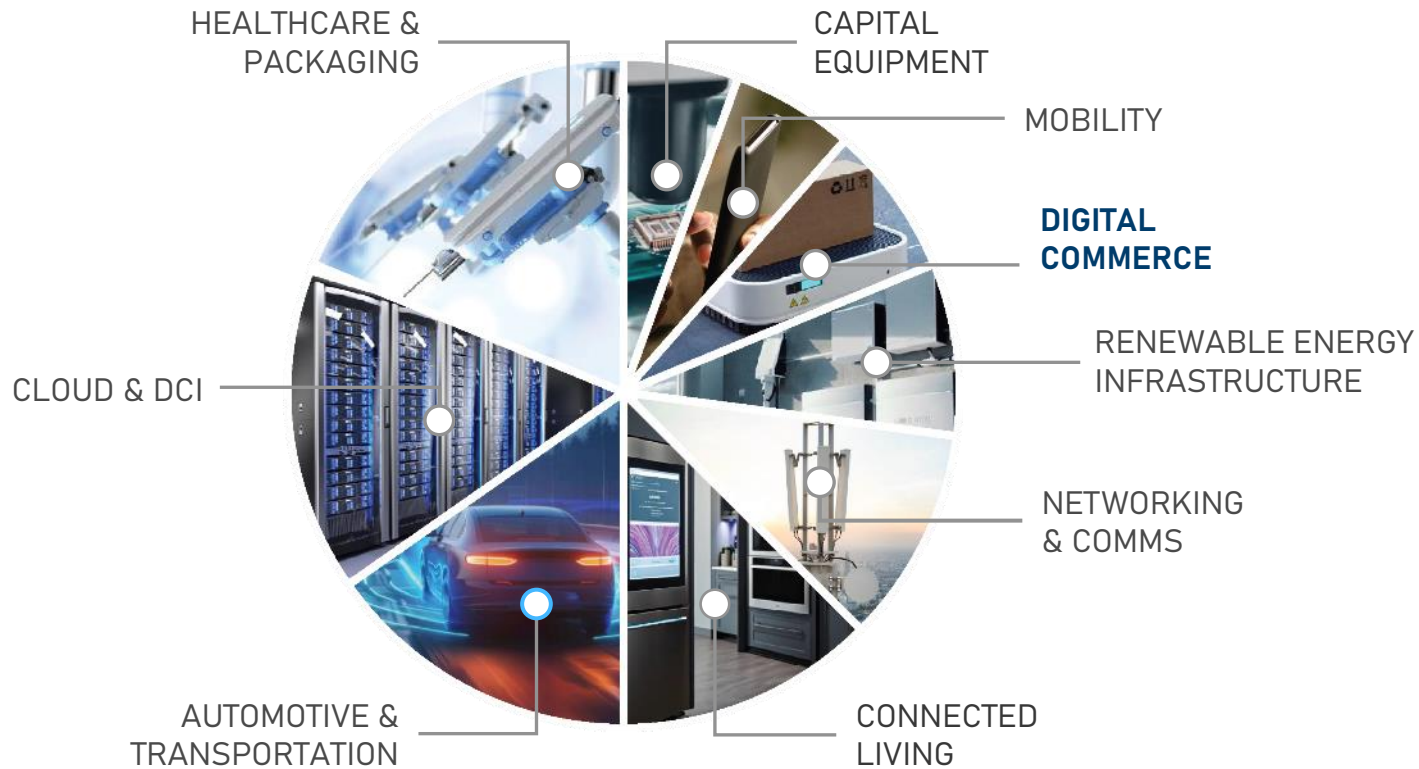 HEALTHCARE &
PACKAGING
CAPITAL
EQUIPMENT
MOBILITY
DIGITAL
COMMERCE
RENEWABLE ENERGY
INFRASTRUCTURE
CLOUD & DCI
NETWORKING
& COMMS
AUTOMOTIVE &
TRANSPORTATION
CONNECTED
LIVING